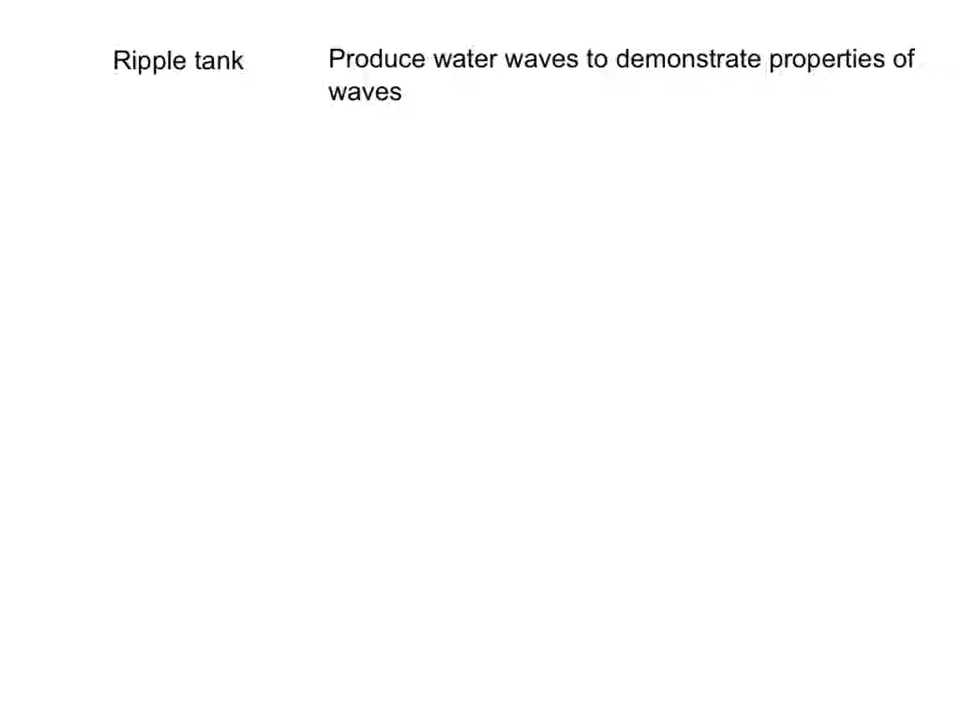 Ripple tank
Produce water waves to demonstrate properties of
waves